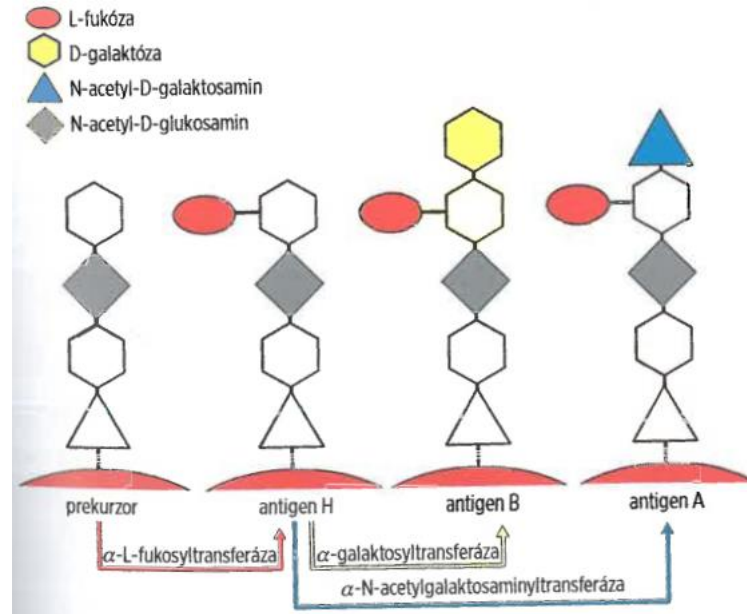 L-fukóza
D-galaktóza
N-acetyl-D-galaktosamin
N-acetyl-D-glukosamin
prekurzor
antigen H
antigen B
antigen A
α-L-fukosyltransferáza
α-galaktosyltransferáza
α-N-acetylgalaktosaminyltransferáza